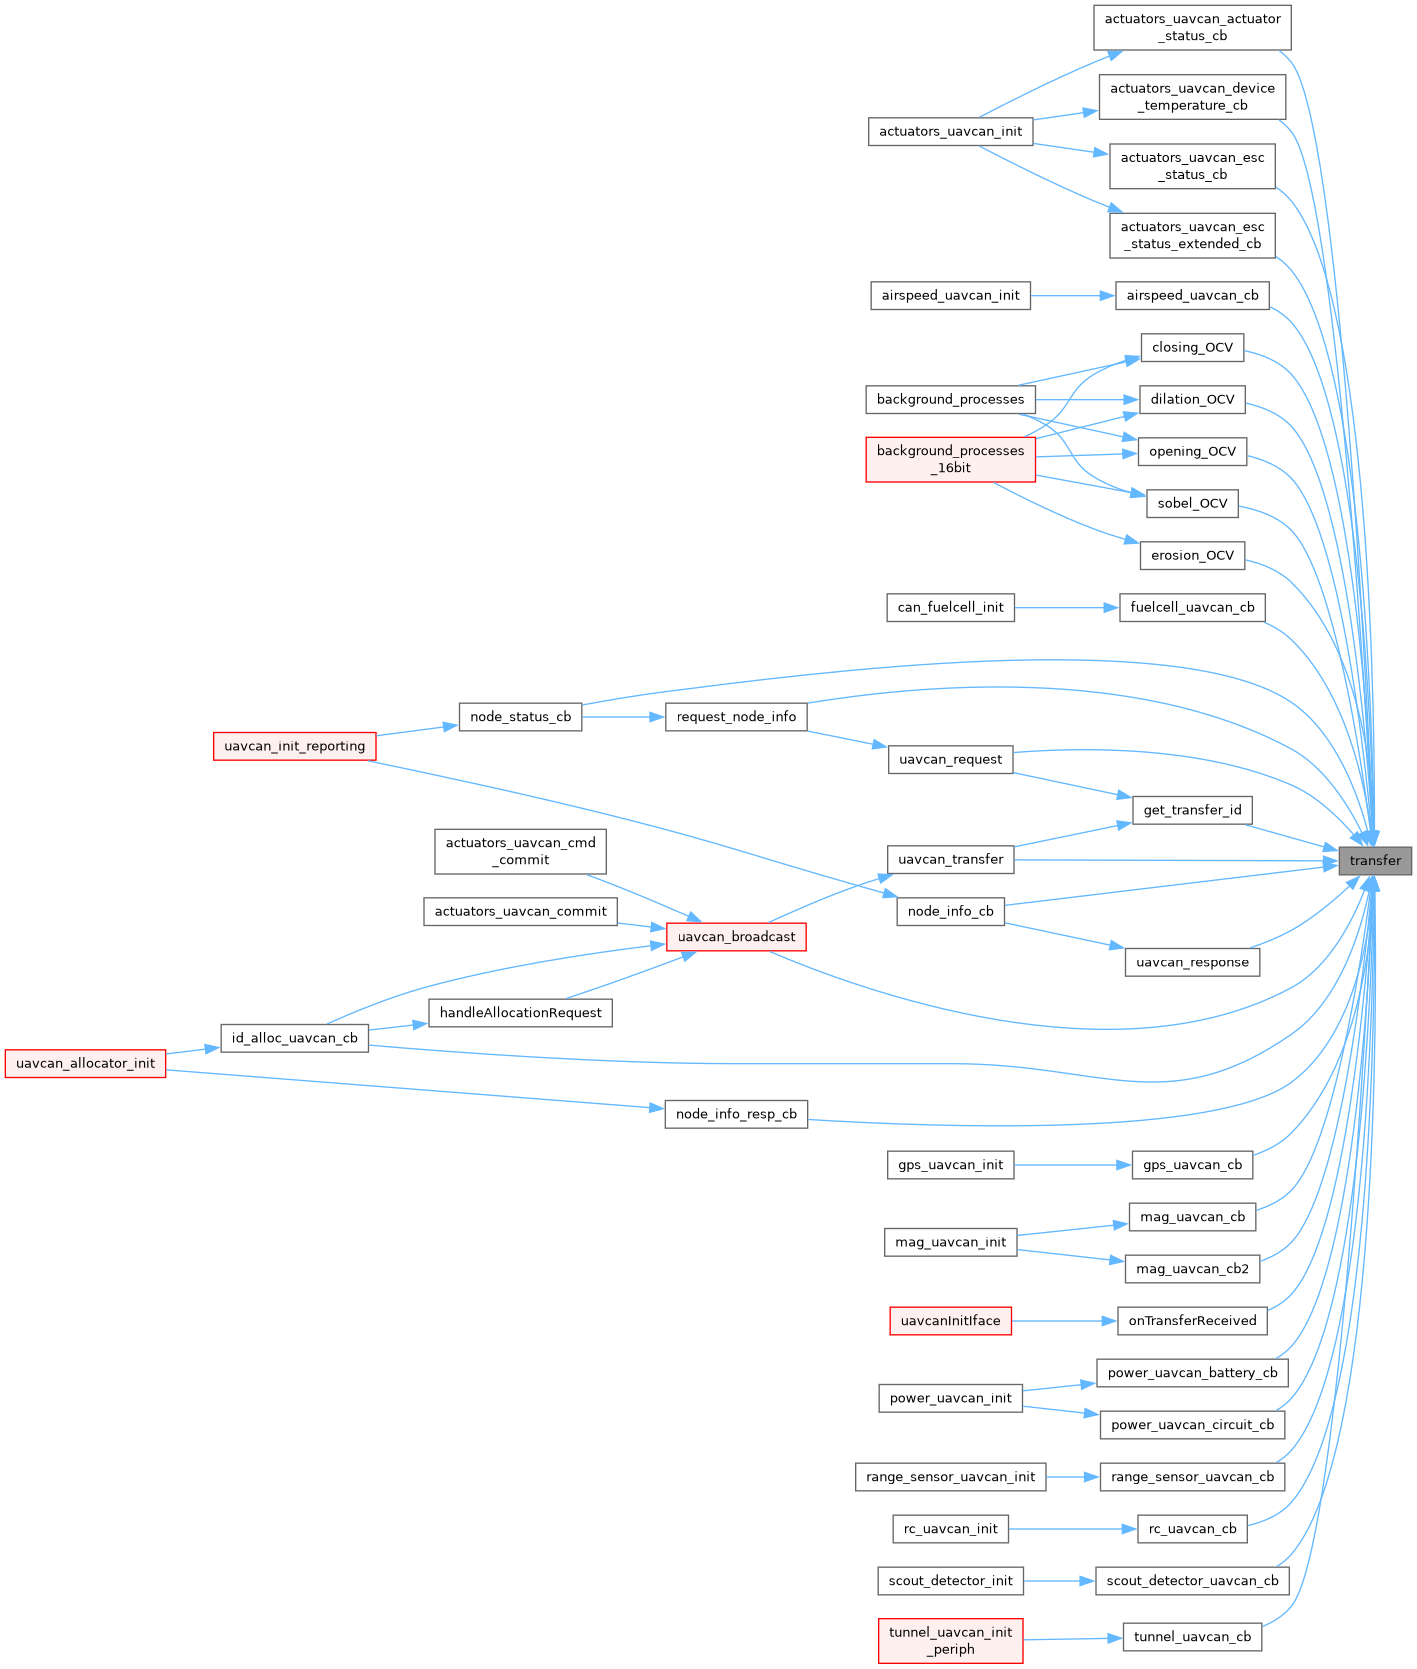 actuators_uavcan_actuator
_status_cb
actuators_uavcan_device
_temperature_cb
actuators_uavcan_init
actuators_uavcan_esc
_status_cb
actuators_uavcan_esc
_status_extended_cb
airspeed_uavcan_init
airspeed_uavcan_cb
closing_OCV
background_processes
dilation_OCV
background_processes
_16bit
opening_OCV
sobel_OCV
erosion_OCV
can_fuelcell_init
fuelcell_uavcan_cb
node_status_cb
request_node_info
uavcan_init_reporting
uavcan_request
get_transfer_id
actuators_uavcan_cmd
_commit
uavcan_transfer
transfer
actuators_uavcan_commit
node_info_cb
uavcan_broadcast
uavcan_response
handleAllocationRequest
id_alloc_uavcan_cb
uavcan_allocator_init
node_info_resp_cb
gps_uavcan_init
gps_uavcan_cb
mag_uavcan_cb
mag_uavcan_init
mag_uavcan_cb2
uavcanInitIface
onTransferReceived
power_uavcan_battery_cb
power_uavcan_init
power_uavcan_circuit_cb
range_sensor_uavcan_init
range_sensor_uavcan_cb
rc_uavcan_init
rc_uavcan_cb
scout_detector_init
scout_detector_uavcan_cb
tunnel_uavcan_init
_periph
tunnel_uavcan_cb